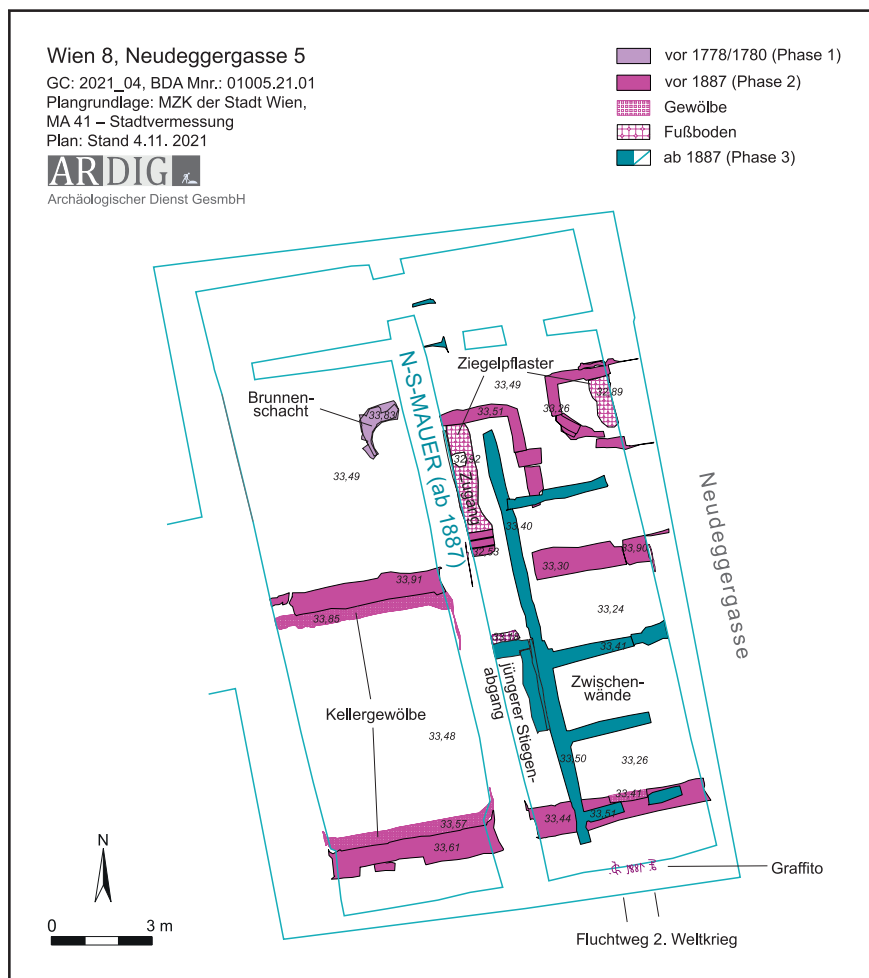 Wien 8, Neudeggergasse 5
GC: 2021_04, BDA Mnr.: 01005.21.01
Plangrundlage: MZK der Stadt Wien,
MA 41 – Stadtvermessung
Plan: Stand 4.11. 2021
ARDIG
Archäologischer Dienst GesmbH
vor 1778/1780 (Phase 1)
vor 1887 (Phase 2)
Gewölbe
Fußboden
ab 1887 (Phase 3)
Ziegelpflaster
33,49
32,89
Brunnen-
schacht
33,83
33,51
33,26
33,49
N-S-MAUER (ab 1887)
Zugang
33,40
32,53
Neudeggergasse
33,91
33,85
33,30
33,90
33,24
33,41
jüngerer Stiegen-
abgang
Zwischen-
wände
Kellergewölbe
33,48
33,50
33,26
33,41
33,57
33,61
33,44
33,51
N
0
3 m
Graffito
Fluchtweg 2. Weltkrieg